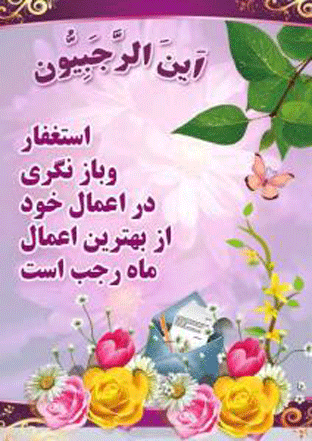 اَینَ الرَّجَبِیُّون
استغفار
وباز نگری
در اعمال خود
از بهترین اعمال
ماه رجب است